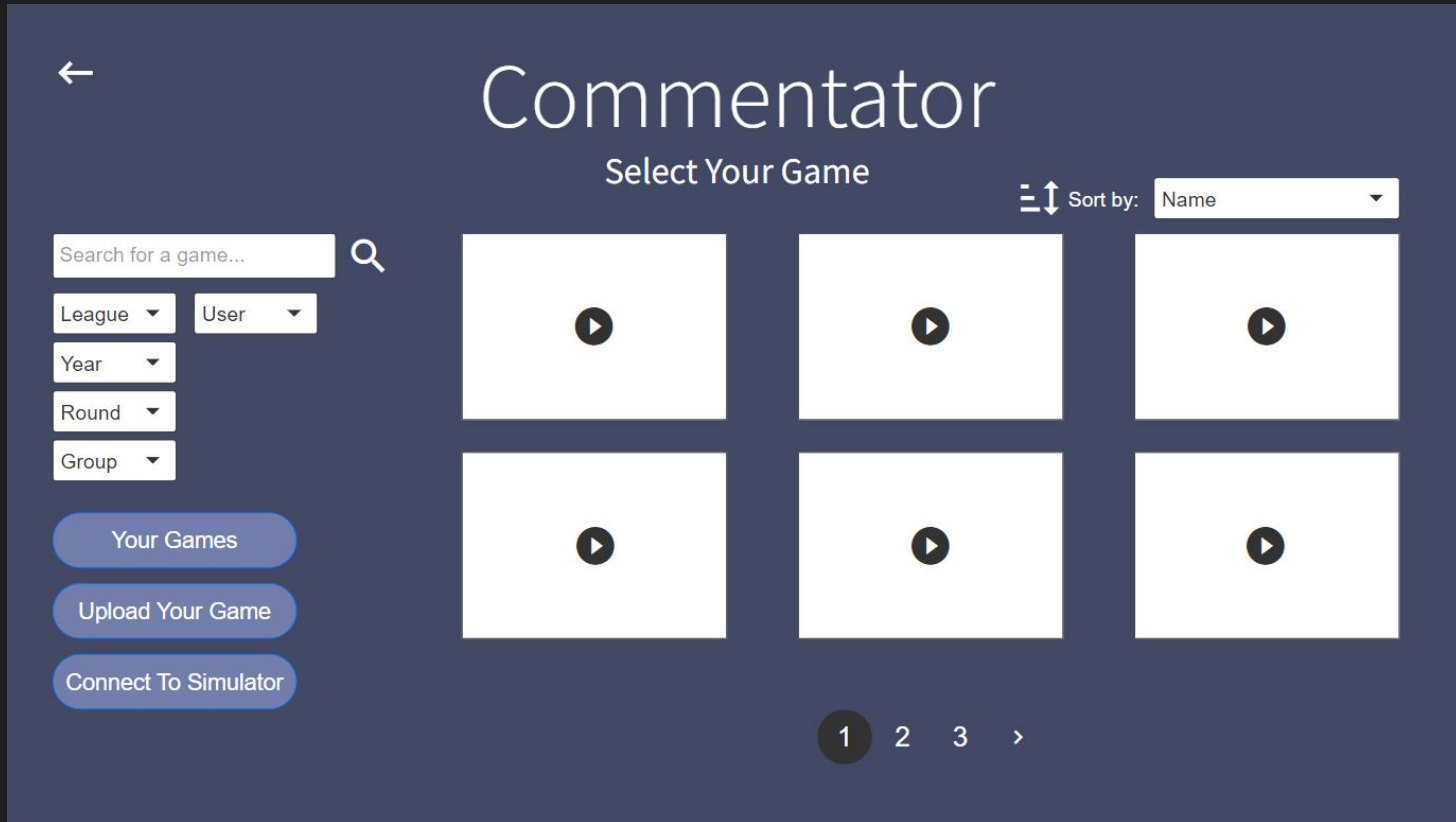 Commentator
Select Your Game
Sort by: Name
Search for a game...
League User
Year
Round
Group
Your Games
Upload Your Game
Connect To Simulator
1 2 3 >